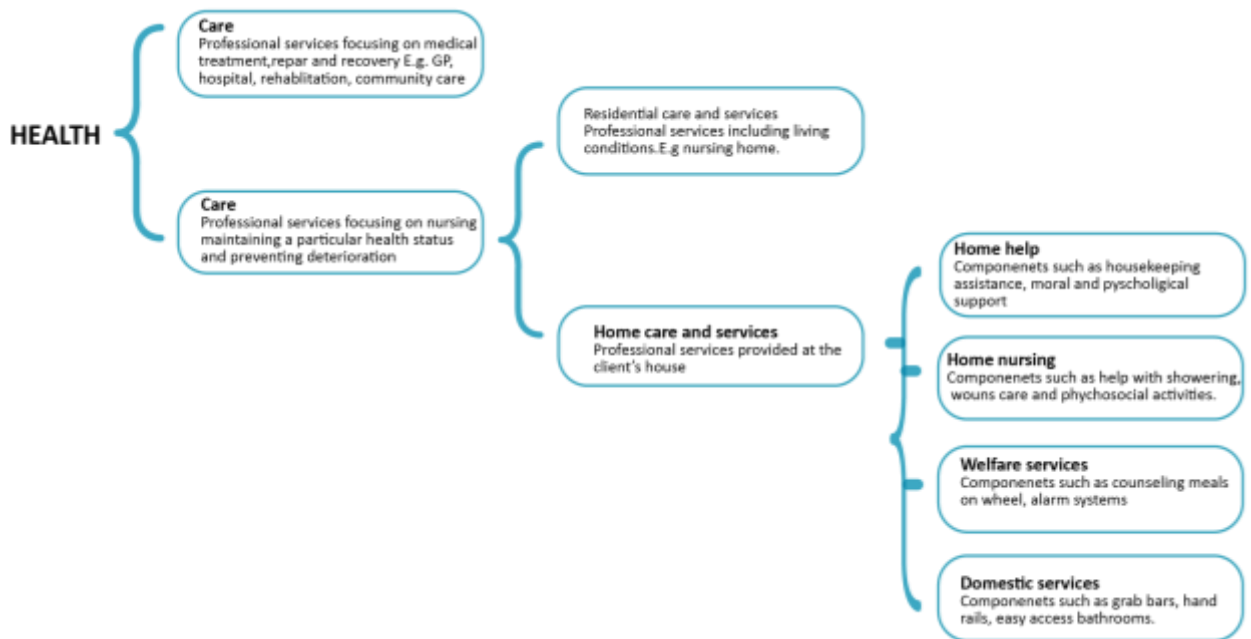 HEALTH
Care
Professional services focusing on medical
treatment,repar and recovery E.g. GP,
hospital, rehablitation, community care
Care
Professional services focusing on nursing
maintaining a particular health status
and preventing deterioration
Residential care and services
Professional services including living
conditions.E.g nursing home.
Home care and services
Professional services provided at the
client's house
Home help
Componenets such as housekeeping
assistance, moral and pyscholigical
support
Home nursing
Componenets such as help with showering,
wouns care and phychosocial activities.
Welfare services
Componenets such as counseling meals
on wheel, alarm systems
Domestic services
Componenets such as grab bars, hand
rails, easy access bathrooms.